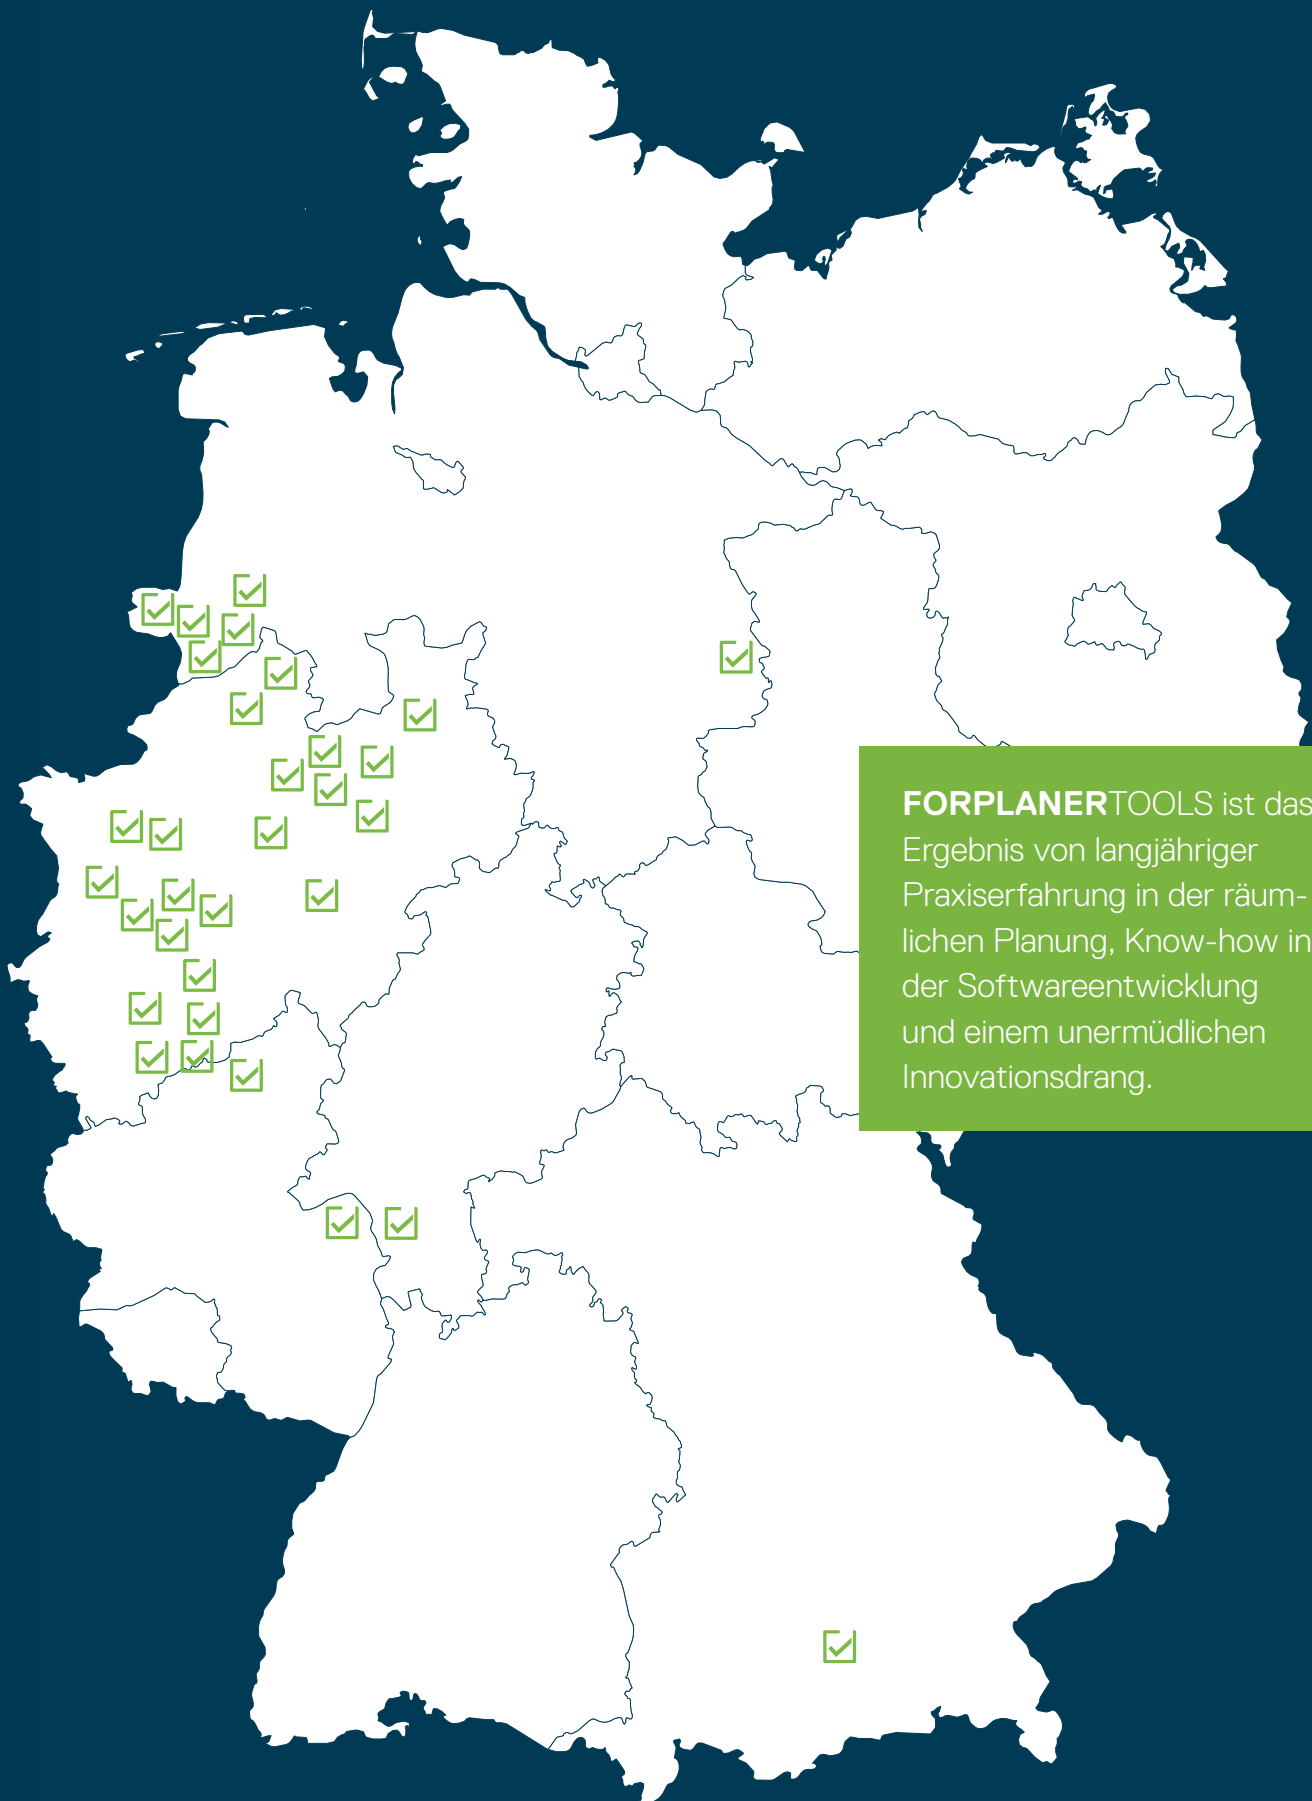 FORPLANERTOOLS ist das
Ergebnis von langjähriger
Praxiserfahrung in der räum-
lichen Planung, Know-how in
der Softwareentwicklung
und einem unermüdlichen
Innovationsdrang.